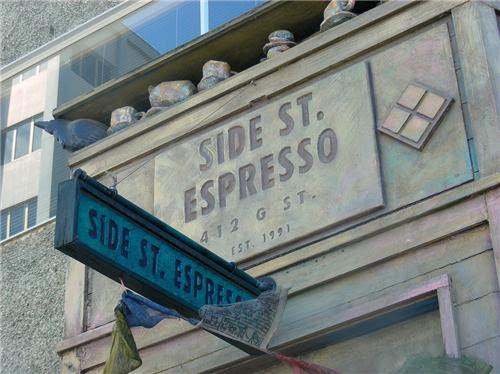 SIDE ST.
ESPRESSO
412 G ST.
EST. 1991
SIDE ST. ESPRESSO